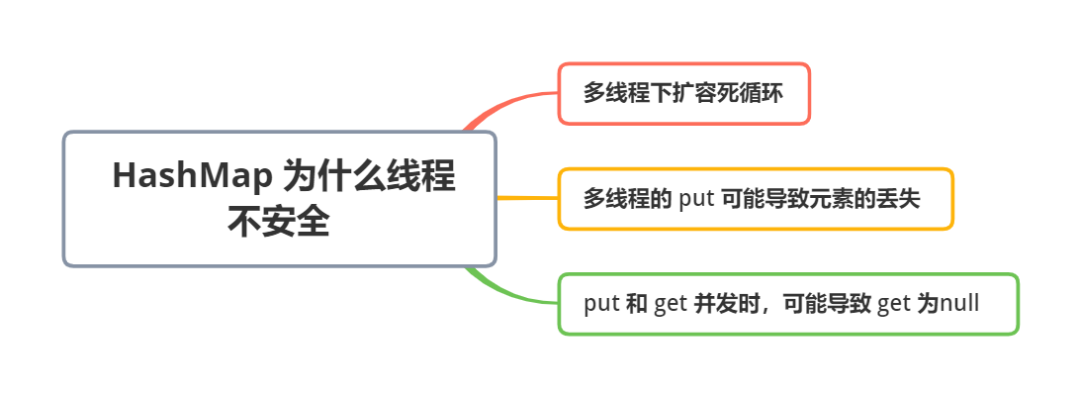 HashMap 为什么线程
不安全
多线程下扩容死循环
多线程的 put 可能导致元素的丢失
put 和 get 并发时，可能导致 get 为null